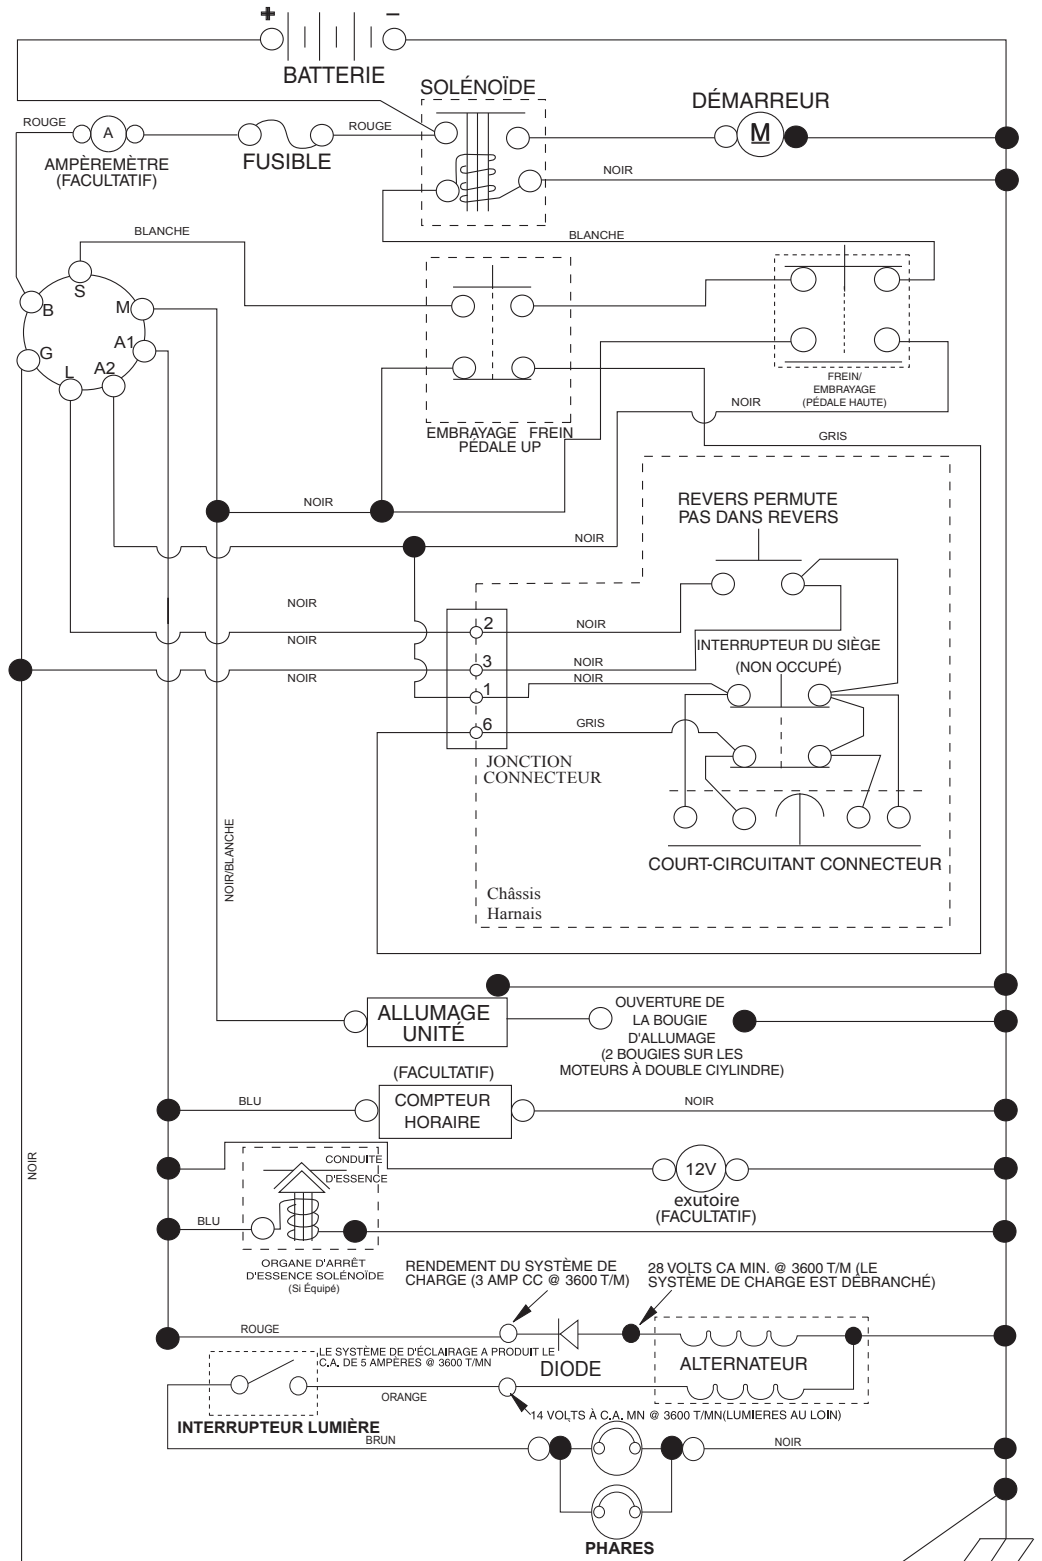 + –
BATTERIE
SOLÉNOÏDE
DÉMARREUR
M
ROUGE
A
ROUGE
FUSIBLE
AMPÈREMÈTRE
(FACULTATIF)
NOIR
BLANCHE
BLANCHE
S
B
M
G
A1
L
A2
FREIN/
EMBRAYAGE
(PÉDALE HAUTE)
NOIR
EMBRAYAGE FREIN
PÉDALE UP
GRIS
NOIR
REVERS PERMUTE
PAS DANS REVERS
NOIR
NOIR
2
NOIR
NOIR
INTERRUPTEUR DU SIÈGE
(NON OCCUPÉ)
3
NOIR
NOIR
NOIR
1
6
GRIS
JONCTION
CONNECTEUR
NOIR/BLANCHE
COURT-CIRCUITANT CONNECTEUR
Châssis
Harnais
ALLUMAGE
UNITÉ
OUVERTURE DE
LA BOUGIE
D'ALLUMAGE
(2 BOUGIES SUR LES
MOTEURS À DOUBLE CIYLINDRE)
(FACULTATIF)
COMPTEUR
HORAIRE
BLU
NOIR
NOIR
CONDUITE
D'ESSENCE
12V
exutoire
(FACULTATIF)
BLU
ORGANE D'ARRÊT
D'ESSENCE SOLÉNOÏDE
(Si Équipé)
RENDEMENT DU SYSTÈME DE
CHARGE (3 AMP CC @ 3600 T/M)
28 VOLTS CA MIN. @ 3600 T/M (LE
SYSTÈME DE CHARGE EST DÉBRANCHÉ)
ROUGE
DIODE
ALTERNATEUR
LE SYSTÈME DE D'ÉCLAIRAGE A PRODUIT LE
C.A. DE 5 AMPÈRES @ 3600 T/MN
ORANGE
14 VOLTS À C.A. MN @ 3600 T/MN(LUMIERES AU LOIN)
INTERRUPTEUR LUMIÈRE
BRUN
NOIR
PHARES